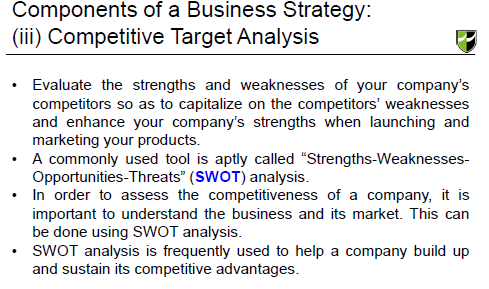 Components of a Business Strategy:
(iii) Competitive Target Analysis
• Evaluate the strengths and weaknesses of your company's
competitors so as to capitalize on the competitors' weaknesses
and enhance your company's strengths when launching and
marketing your products.
• A commonly used tool is aptly called "Strengths-Weaknesses-
Opportunities-Threats" (SWOT) analysis.
• In order to assess the competitiveness of a company, it is
important to understand the business and its market. This can
be done using SWOT analysis.
• SWOT analysis is frequently used to help a company build up
and sustain its competitive advantages.